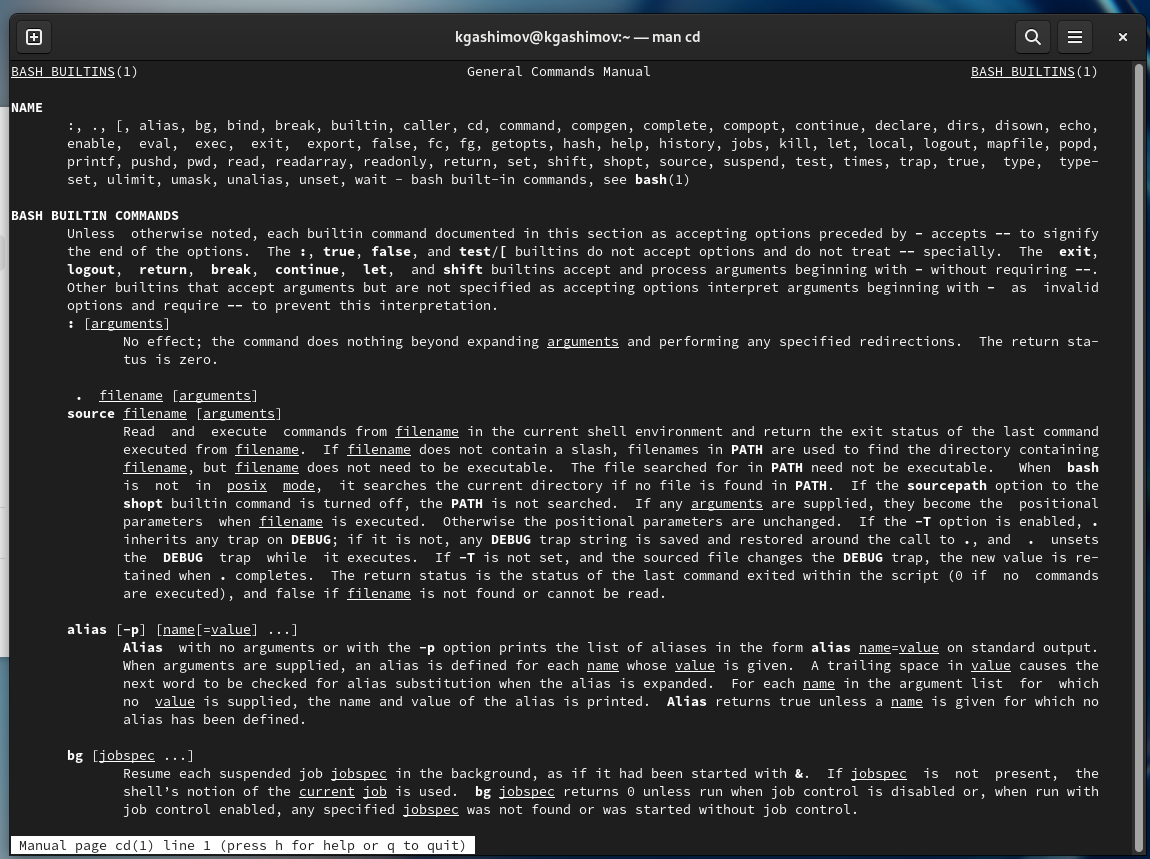 kgashimov@kgashimov:~ — man cd
BASH BUILTINS(1) General Commands Manual BASH BUILTINS(1)
NAME
:, ., [, alias, bg, bind, break, builtin, caller, cd, command, compgen, complete, compopt, continue, declare, dirs, disown, echo,
enable, eval, exec, exit, export, false, fc, fg, getopts, hash, help, history, jobs, kill, let, local, logout, mapfile, popd,
printf, pushd, pwd, read, readarray, readonly, return, set, shift, shopt, source, suspend, test, times, trap, true, type, type-
set, ulimit, umask, unalias, unset, wait - bash built-in commands, see bash(1)
BASH BUILTIN COMMANDS
Unless otherwise noted, each builtin command documented in this section as accepting options preceded by - accepts -- to signify
the end of the options. The :, true, false, and test/[ builtins do not accept options and do not treat -- specially. The exit,
logout, return, break, continue, let, and shift builtins accept and process arguments beginning with - without requiring --.
Other builtins that accept arguments but are not specified as accepting options interpret arguments beginning with - as invalid
options and require -- to prevent this interpretation.
: [arguments]
No effect; the command does nothing beyond expanding arguments and performing any specified redirections. The return sta-
tus is zero.
. filename [arguments]
source filename [arguments]
Read and execute commands from filename in the current shell environment and return the exit status of the last command
executed from filename. If filename does not contain a slash, filenames in PATH are used to find the directory containing
filename, but filename does not need to be executable. The file searched for in PATH need not be executable. When bash
is not in posix mode, it searches the current directory if no file is found in PATH. If the sourcepath option to the
shopt builtin command is turned off, the PATH is not searched. If any arguments are supplied, they become the positional
parameters when filename is executed. Otherwise the positional parameters are unchanged. If the -T option is enabled, .
inherits any trap on DEBUG; if it is not, any DEBUG trap string is saved and restored around the call to ., and . unsets
the DEBUG trap while it executes. If -T is not set, and the sourced file changes the DEBUG trap, the new value is re-
tained when . completes. The return status is the status of the last command exited within the script (0 if no commands
are executed), and false if filename is not found or cannot be read.
alias [-p] [name[=value] ...]
Alias with no arguments or with the -p option prints the list of aliases in the form alias name=value on standard output.
When arguments are supplied, an alias is defined for each name whose value is given. A trailing space in value causes the
next word to be checked for alias substitution when the alias is expanded. For each name in the argument list for which
no value is supplied, the name and value of the alias is printed. Alias returns true unless a name is given for which no
alias has been defined.
bg [jobspec ...]
Resume each suspended job jobspec in the background, as if it had been started with &. If jobspec is not present, the
shell's notion of the current job is used. bg jobspec returns 0 unless run when job control is disabled or, when run with
job control enabled, any specified jobspec was not found or was started without job control.
Manual page cd(1) line 1 (press h for help or q to quit)